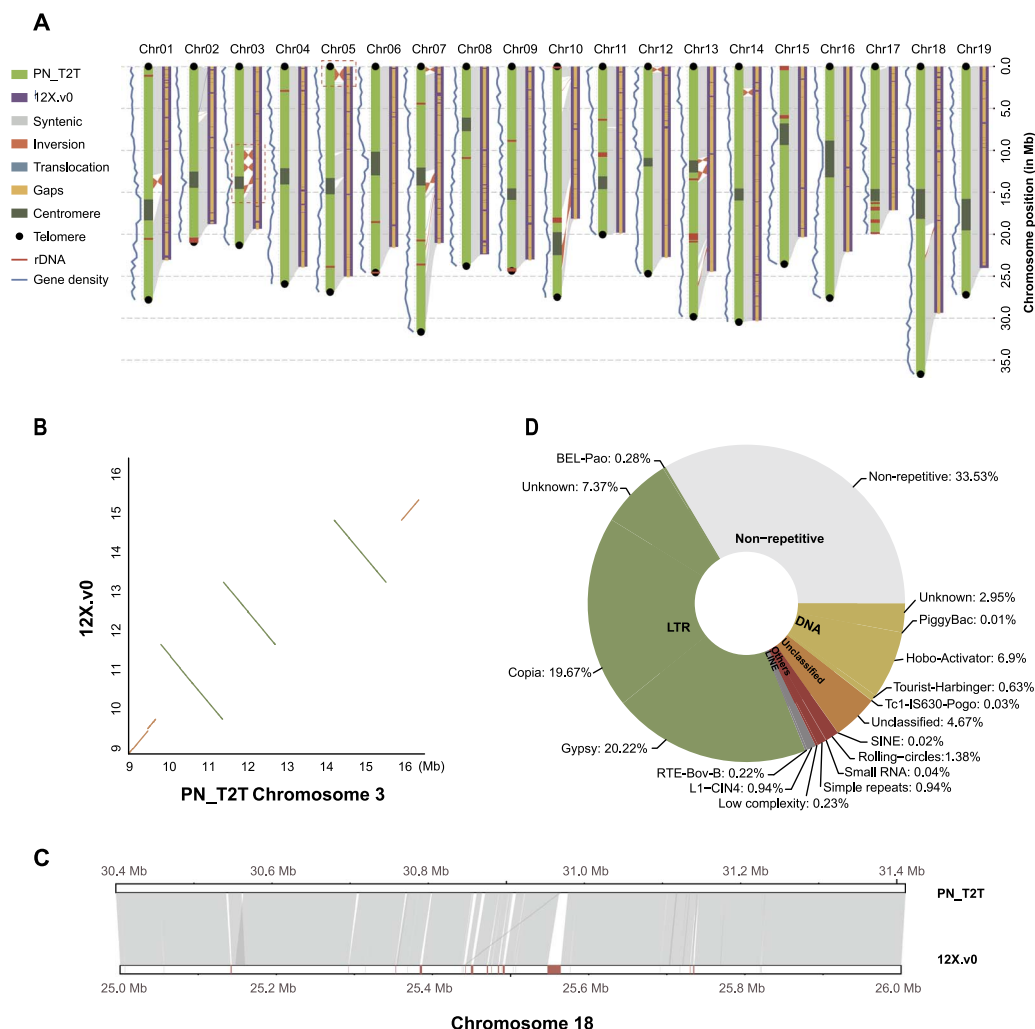 A
Chr01 Chr02 Chr03 Chr04 Chr05 Chr06 Chr07 Chr08 Chr09 Chr10 Chr11 Chr12 Chr13 Chr14 Chr15 Chr16 Chr17 Chr18 Chr19
PN_T2T
12X.v0
Syntenic
Inversion
Translocation
Gaps
Centromere
Telomere
rDNA
Gene density
0.0
5.0
10.0
15.0
20.0
25.0
30.0
35.0
Chromosome position (in Mb)
B
16
15
14
13
12
11
10
9
12X.v0
9 10 11 12 13 14 15 16 (Mb)
PN_T2T Chromosome 3
D
BEL-Pao: 0.28%
Unknown: 7.37%
Copia: 19.67%
Gypsy: 20.22%
RTE-Bov-B: 0.22%
L1-CIN4: 0.94%
Low complexity: 0.23%
Non-repetitive: 33.53%
Unknown: 2.95%
PiggyBac: 0.01%
Hobo-Activator: 6.9%
Tourist-Harbinger: 0.63%
Tc1-IS630-Pogo: 0.03%
Unclassified: 4.67%
SINE: 0.02%
Rolling-circles:1.38%
Small RNA: 0.04%
Simple repeats: 0.94%
Non-repetitive
LTR
DNA
Unclassified
Others
LINE
C
30.4 Mb 30.6 Mb 30.8 Mb 31.0 Mb 31.2 Mb 31.4 Mb
PN_T2T
12X.v0
25.0 Mb 25.2 Mb 25.4 Mb 25.6 Mb 25.8 Mb 26.0 Mb
Chromosome 18